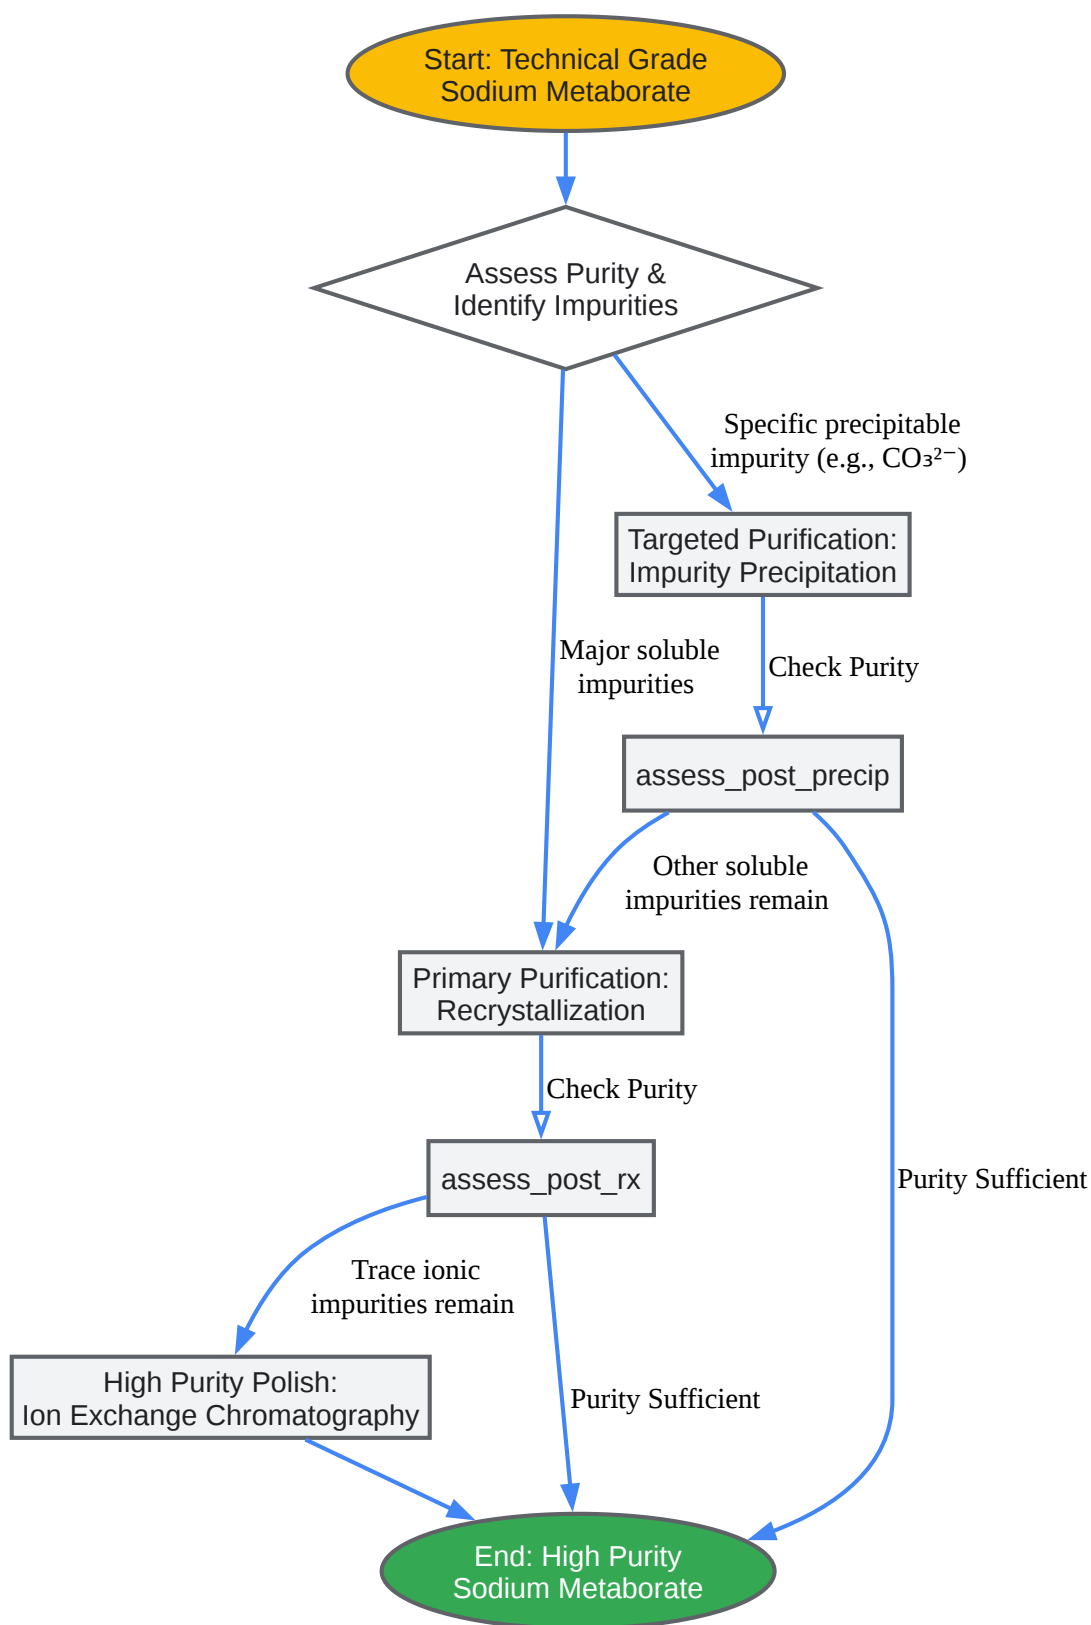 Start: Technical Grade
Sodium Metaborate
Assess Purity &
Identify Impurities
Specific precipitable
impurity (e.g., CO₃²⁻)
Targeted Purification:
Impurity Precipitation
Major soluble
impurities
Check Purity
assess_post_precip
Other soluble
impurities remain
Primary Purification:
Recrystallization
Check Purity
assess_post_rx
Purity Sufficient
Trace ionic
impurities remain
High Purity Polish:
Ion Exchange Chromatography
Purity Sufficient
End: High Purity
Sodium Metaborate